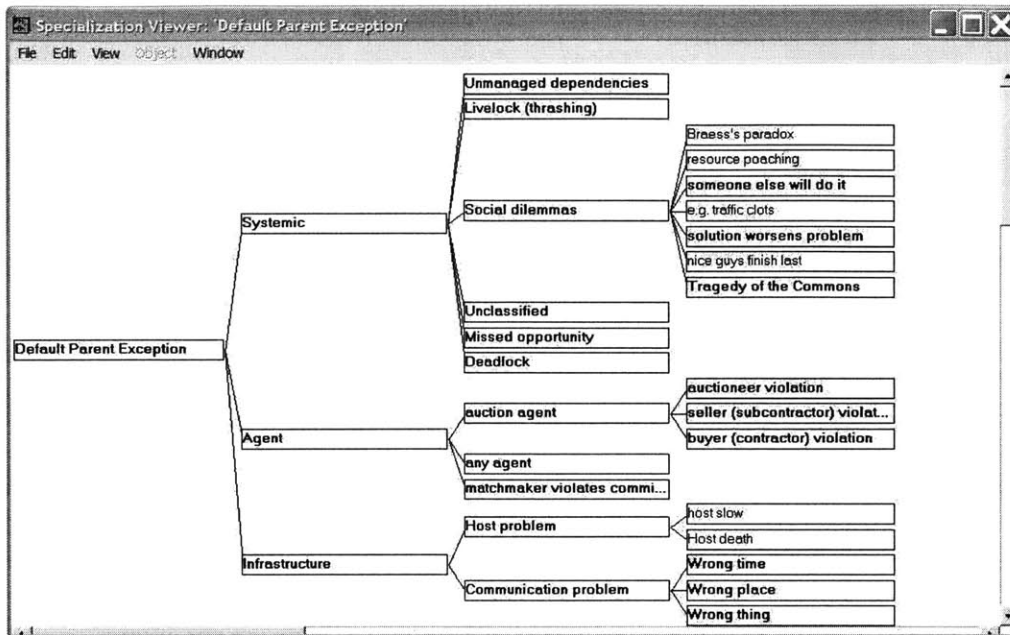 Specialization Viewer: 'Default Parent Exception'
File Edit View Object Window
Unmanaged dependencies
Livelock (thrashing)
Braess's paradox
resource poaching
someone else will do it
Social dilemmas
e.g. traffic clots
Systemic
solution worsens problem
nice guys finish last
Tragedy of the Commons
Unclassified
Missed opportunity
Default Parent Exception
Deadlock
auctioneer violation
auction agent
seller (subcontractor) violat...
Agent
buyer (contractor) violation
any agent
matchmaker violates commi...
host slow
Host problem
Host death
Infrastructure
Wrong time
Communication problem
Wrong place
Wrong thing